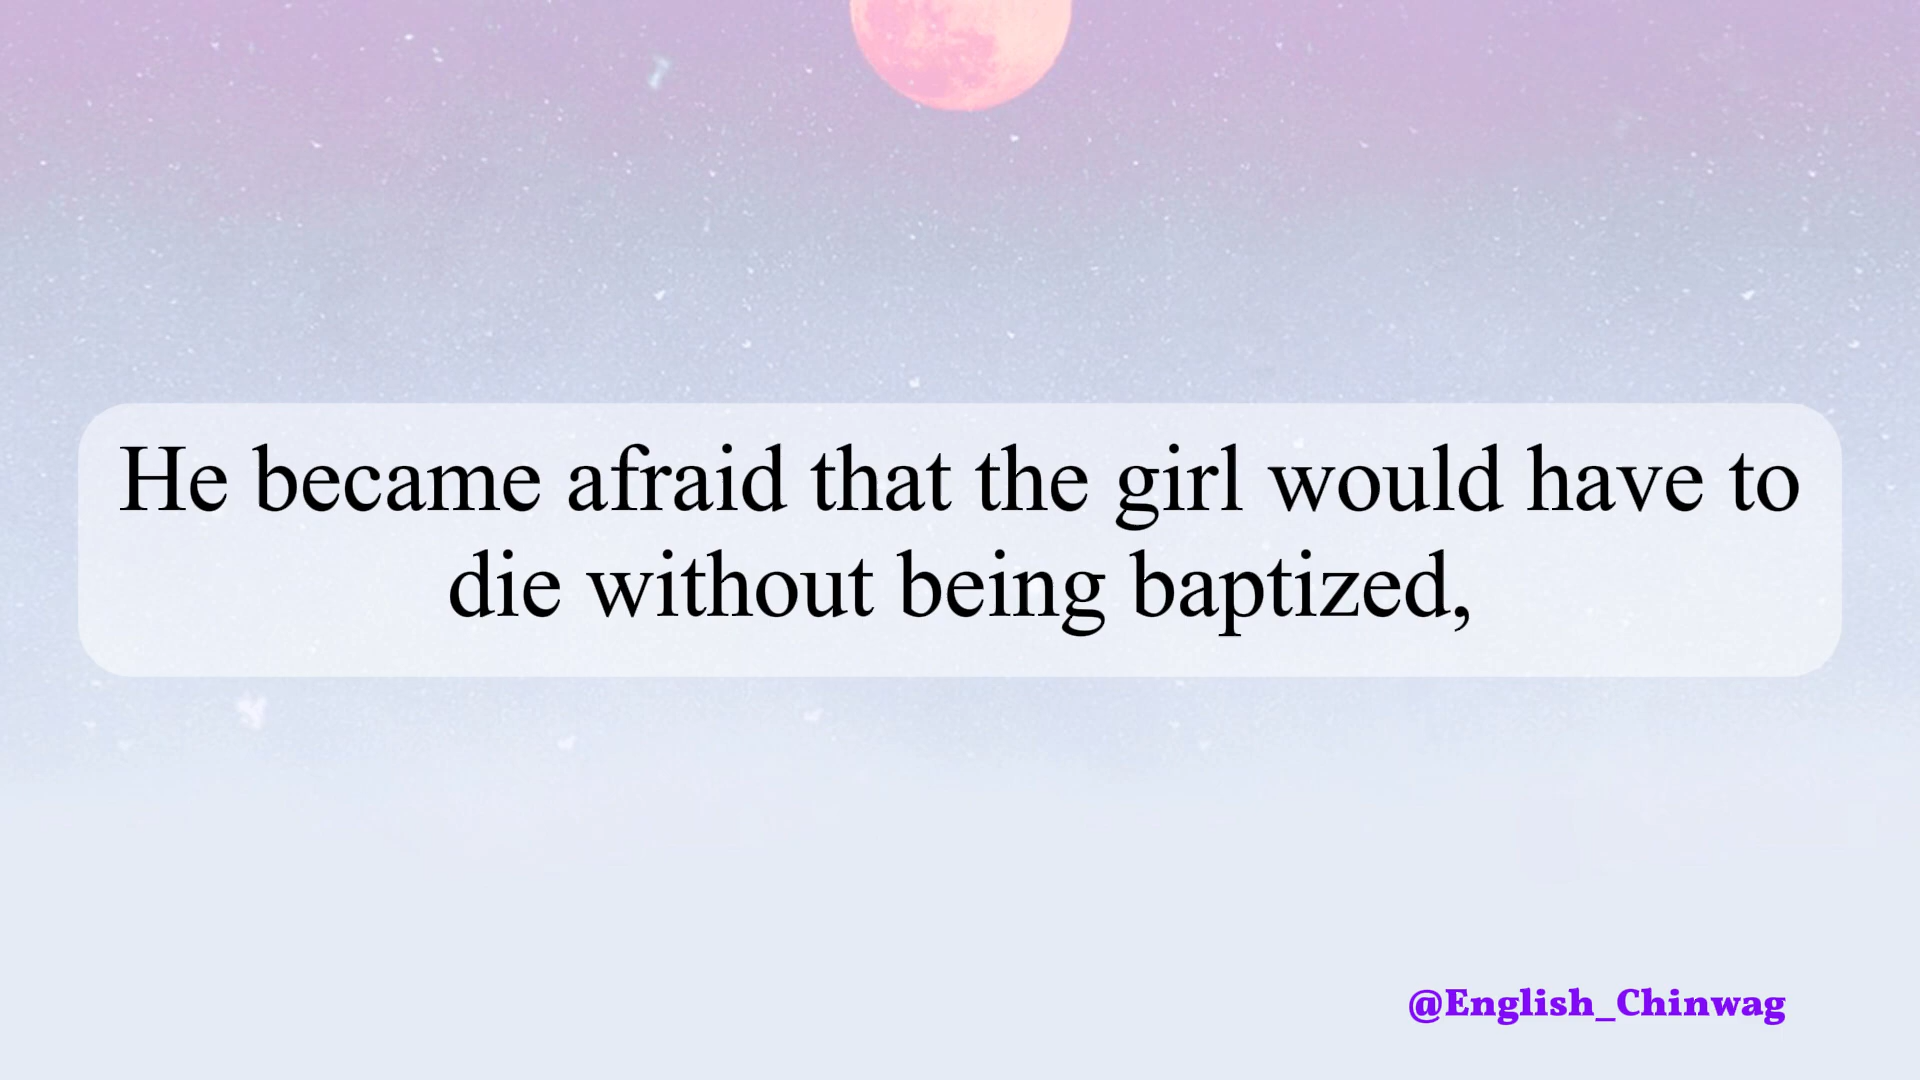 He became afraid that the girl would have to
die without being baptized,
@English_Chinwag